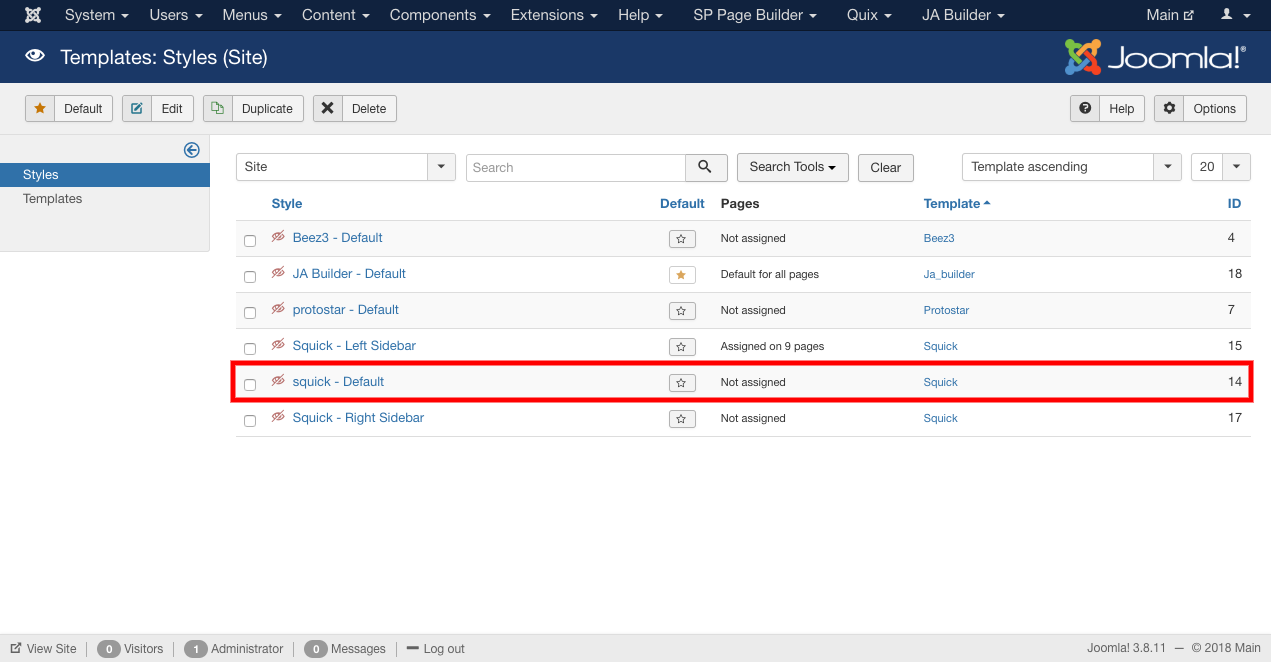 System Users Menus Content Components Extensions Help SP Page Builder Quix JA Builder Main
Templates: Styles (Site) Joomla!®
Default Edit Duplicate Delete Help Options
Site Search Search Tools Clear Template ascending 20
Styles
Templates
Style Default Pages Template ID
Beez3 - Default Not assigned Beez3 4
JA Builder - Default Default for all pages Ja_builder 18
protostar - Default Not assigned Protostar 7
Squick - Left Sidebar Assigned on 9 pages Squick 15
squick - Default Not assigned Squick 14
Squick - Right Sidebar Not assigned Squick 17
View Site 0 Visitors 1 Administrator 0 Messages Log out Joomla! 3.8.11 — © 2018 Main